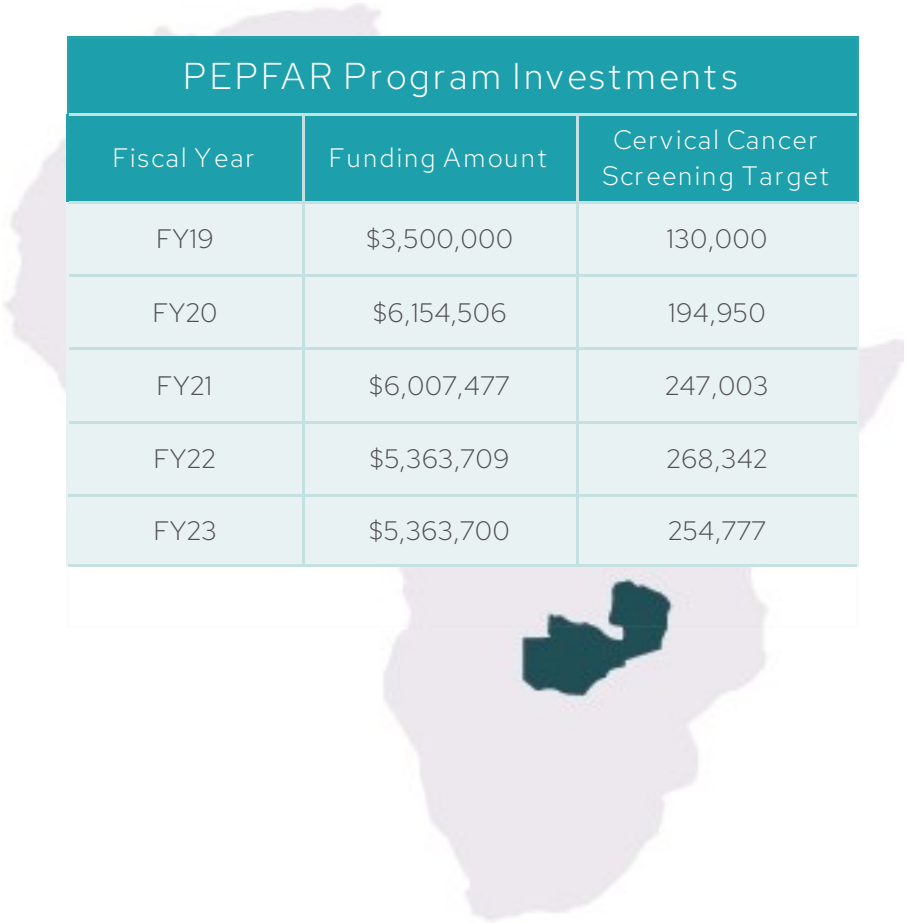 PEPFAR Program Investments
Fiscal Year
Funding Amount
Cervical Cancer
Screening Target
FY19 $3,500,000 130,000
FY20 $6,154,506 194,950
FY21 $6,007,477 247,003
FY22 $5,363,709 268,342
FY23 $5,363,700 254,777